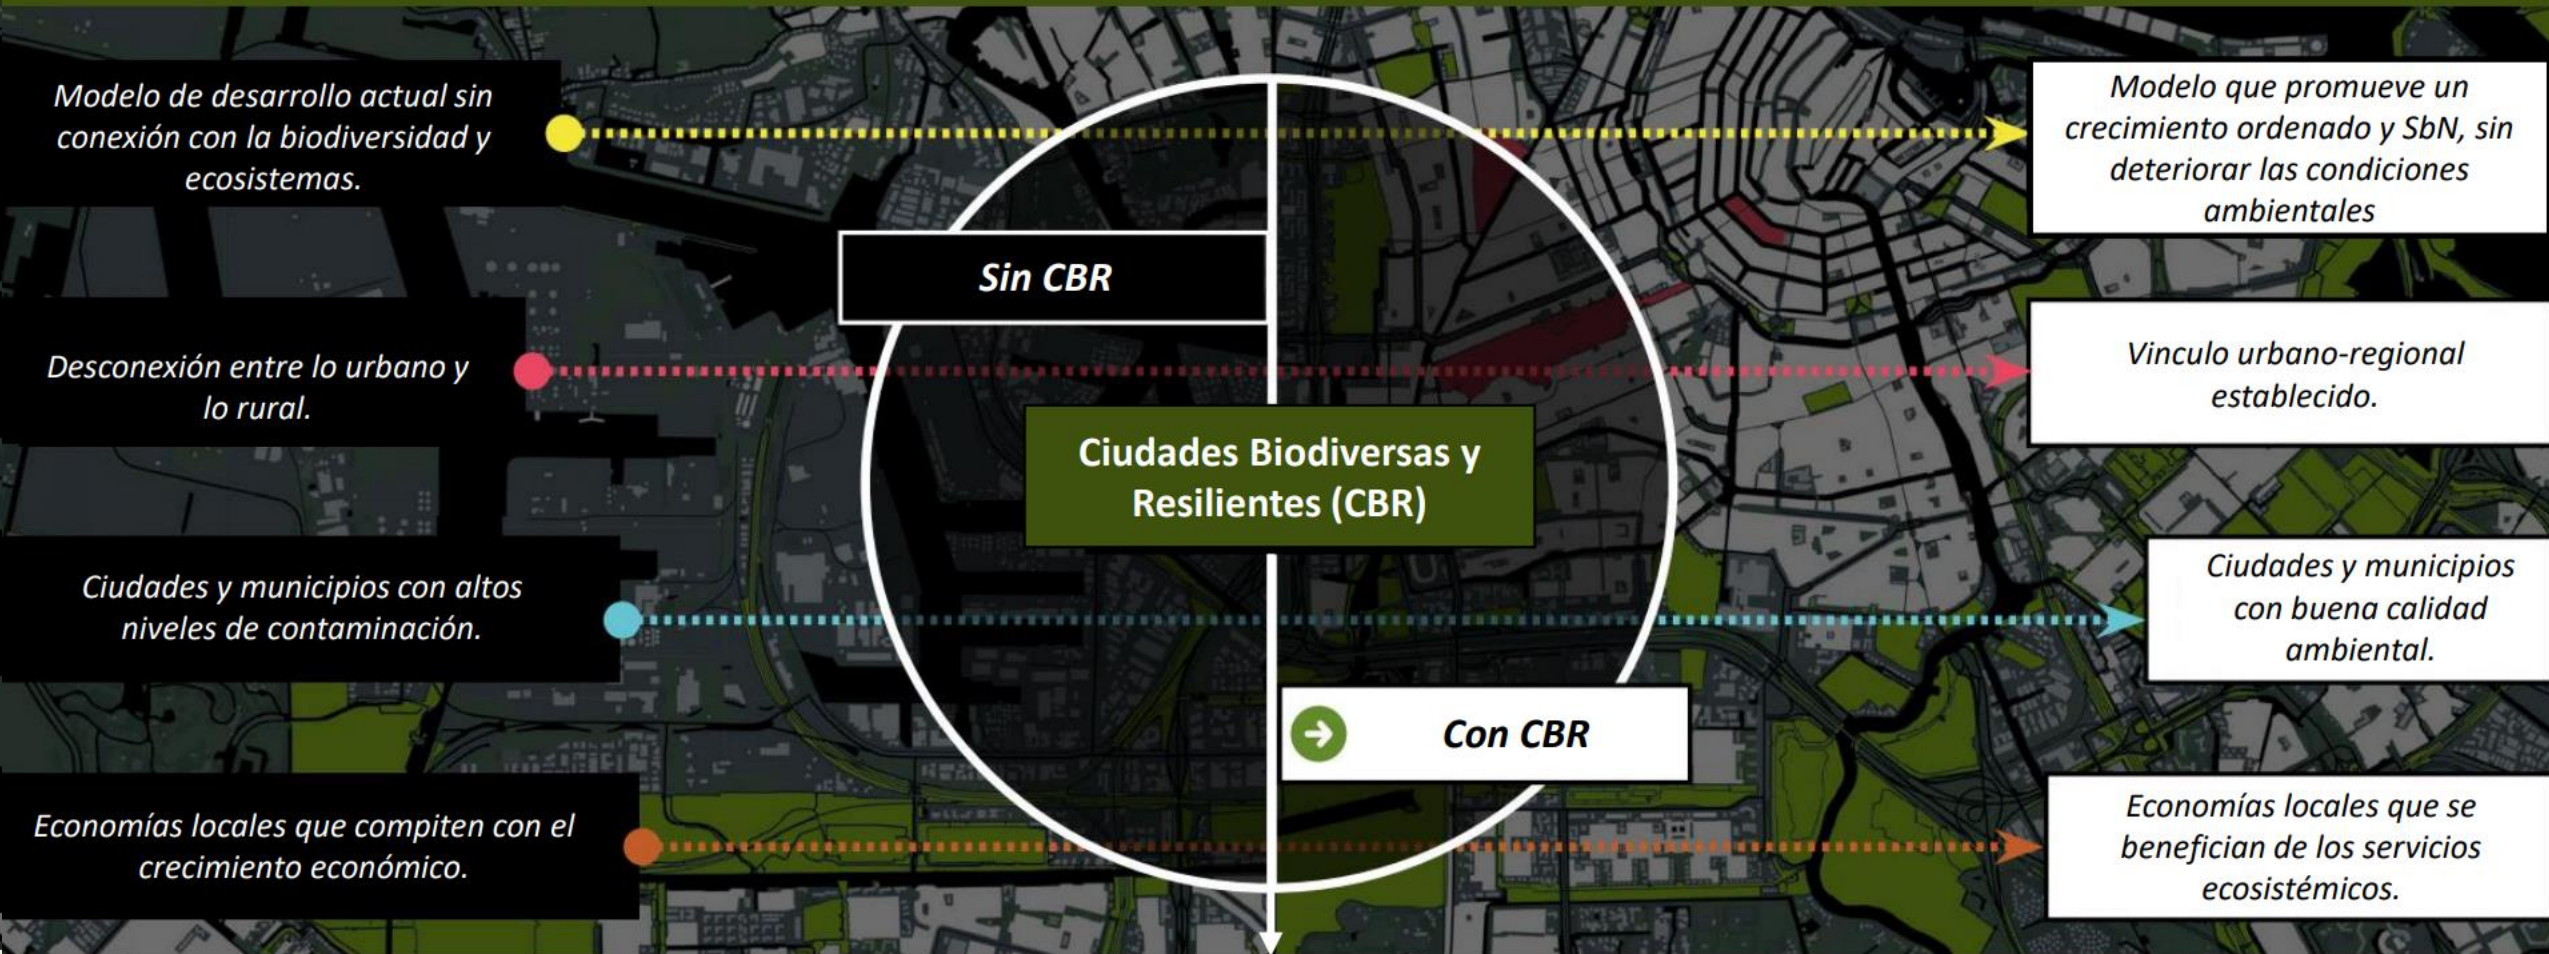 Modelo de desarrollo actual sin
conexión con la biodiversidad y
ecosistemas.
Desconexión entre lo urbano y
lo rural.
Ciudades y municipios con altos
niveles de contaminación.
Economías locales que compiten con el
crecimiento económico.
Sin CBR
Ciudades Biodiversas y
Resilientes (CBR)
Con CBR
Modelo que promueve un
crecimiento ordenado y SbN, sin
deteriorar las condiciones
ambientales
Vinculo urbano-regional
establecido.
Ciudades y municipios
con buena calidad
ambiental.
Economías locales que se
benefician de los servicios
ecosistémicos.